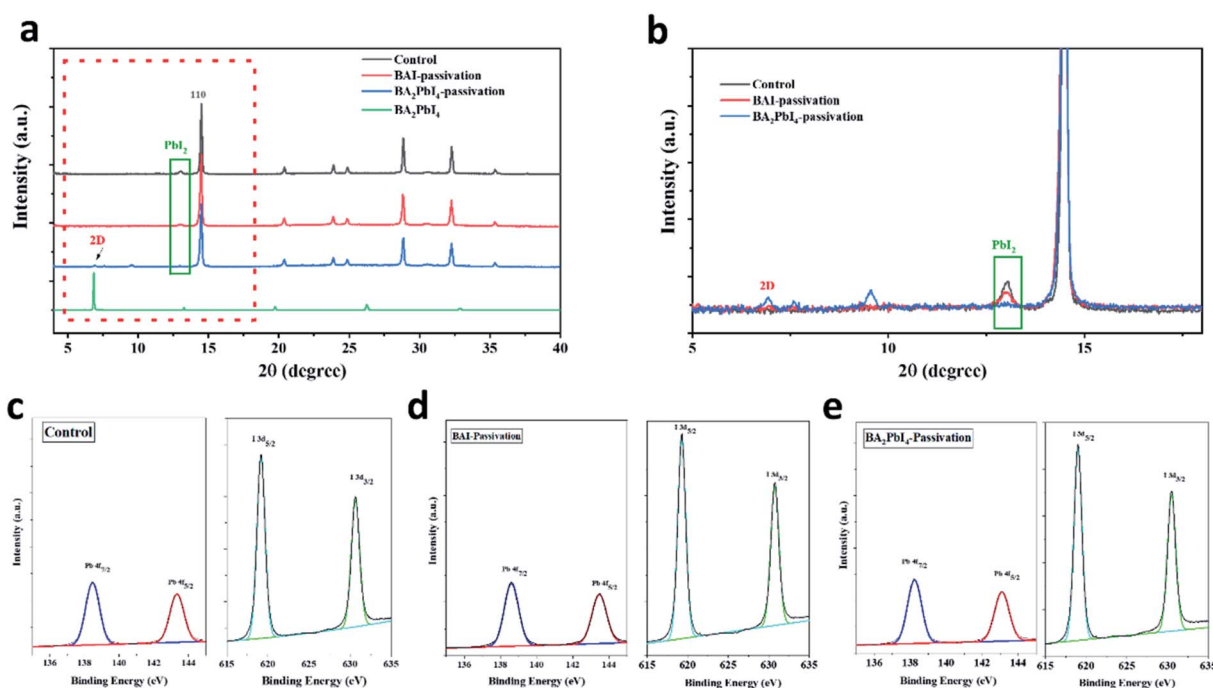 a
Intensity (a.u.)
110
PbI₂
2D
Control
BAI-passivation
BA₂PbI₄-passivation
BA₂PbI₄
5 10 15 20 25 30 35 40
2θ (degree)
b
Intensity (a.u.)
Control
BAI-passivation
BA₂PbI₄-passivation
2D
PbI₂
5 10 15
2θ (degree)
c
Control
Intensity (a.u.)
Pb 4f₇/₂
Pb 4f₅/₂
136 138 140 142 144
Binding Energy (eV)
Intensity (a.u.)
I 3d₅/₂
I 3d₃/₂
615 620 625 630 635
Binding Energy (eV)
d
BAI-Passivation
Intensity (a.u.)
Pb 4f₇/₂
Pb 4f₅/₂
136 138 140 142 144
Binding Energy (eV)
Intensity (a.u.)
I 3d₅/₂
I 3d₃/₂
615 620 625 630 635
Binding Energy (eV)
e
BA₂PbI₄-Passivation
Intensity (a.u.)
Pb 4f₇/₂
Pb 4f₅/₂
136 138 140 142 144
Binding Energy (eV)
Intensity (a.u.)
I 3d₅/₂
I 3d₃/₂
615 620 625 630 635
Binding Energy (eV)